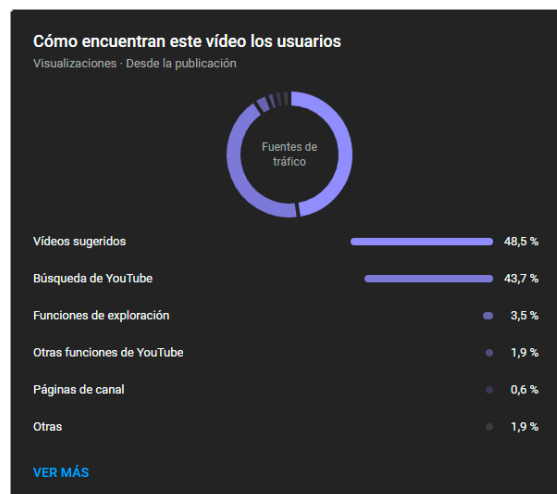 Cómo encuentran este vídeo los usuarios
Visualizaciones · Desde la publicación
Fuentes de
tráfico
Vídeos sugeridos 48,5 %
Búsqueda de YouTube 43,7 %
Funciones de exploración 3,5 %
Otras funciones de YouTube 1,9 %
Páginas de canal 0,6 %
Otras 1,9 %
VER MÁS